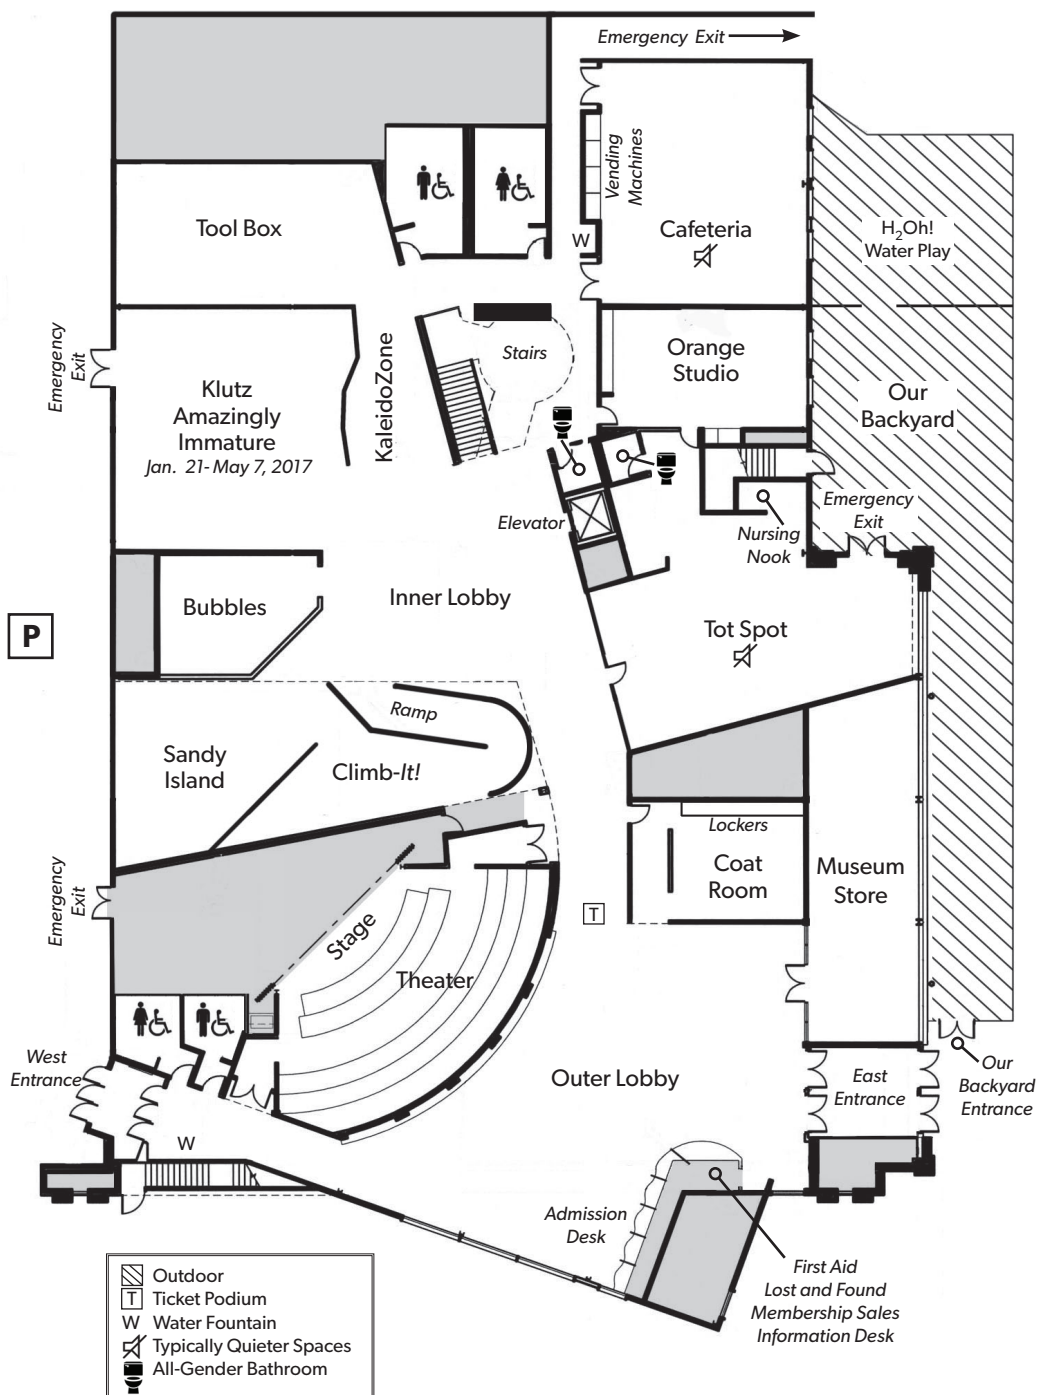 Emergency Exit
Vending
Machines
Tool Box
W
Cafeteria
H2Oh!
Water Play
Emergency
Exit
KaleidoZone
Stairs
Orange
Studio
Klutz
Amazingly
Immature
Jan. 21- May 7, 2017
Our
Backyard
Elevator
Emergency
Exit
Nursing
Nook
P
Bubbles
Inner Lobby
Tot Spot
Ramp
Sandy
Island
Climb-It!
Lockers
Coat
Room
Museum
Store
Emergency
Exit
T
Stage
Theater
West
Entrance
Outer Lobby
East
Entrance
Our
Backyard
Entrance
W
Admission
Desk
First Aid
Lost and Found
Membership Sales
Information Desk
Outdoor
T Ticket Podium
W Water Fountain
Typically Quieter Spaces
All-Gender Bathroom